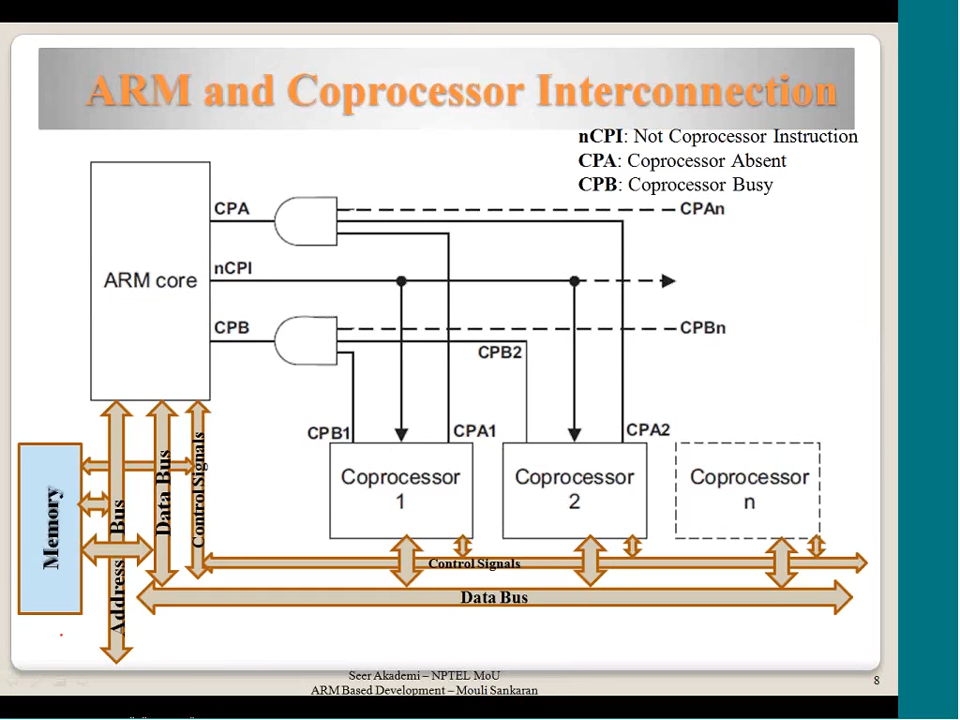 ARM and Coprocessor Interconnection
nCPI: Not Coprocessor Instruction
CPA: Coprocessor Absent
CPB: Coprocessor Busy
CPA
CPAn
nCPI
ARM core
CPB
CPBn
CPB2
CPB1
CPA1
CPA2
Coprocessor
1
Coprocessor
2
Coprocessor
n
Memory
Address Bus
Data Bus
Control Signals
Control Signals
Data Bus
Seer Akademi – NPTEL MoU
ARM Based Development – Mouli Sankaran
8